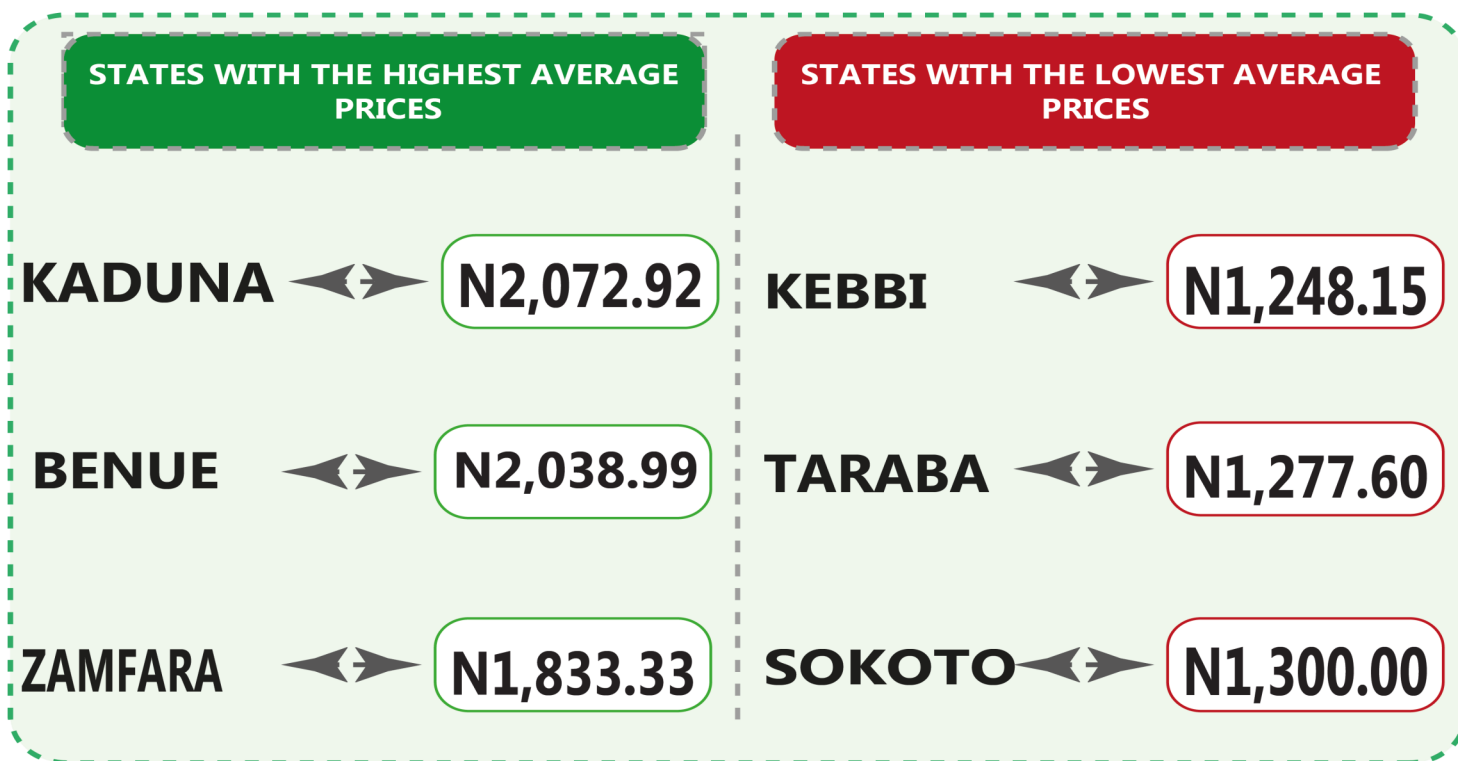 STATES WITH THE HIGHEST AVERAGE
PRICES
KADUNA N2,072.92
BENUE N2,038.99
ZAMFARA N1,833.33
STATES WITH THE LOWEST AVERAGE
PRICES
KEBBI N1,248.15
TARABA N1,277.60
SOKOTO N1,300.00